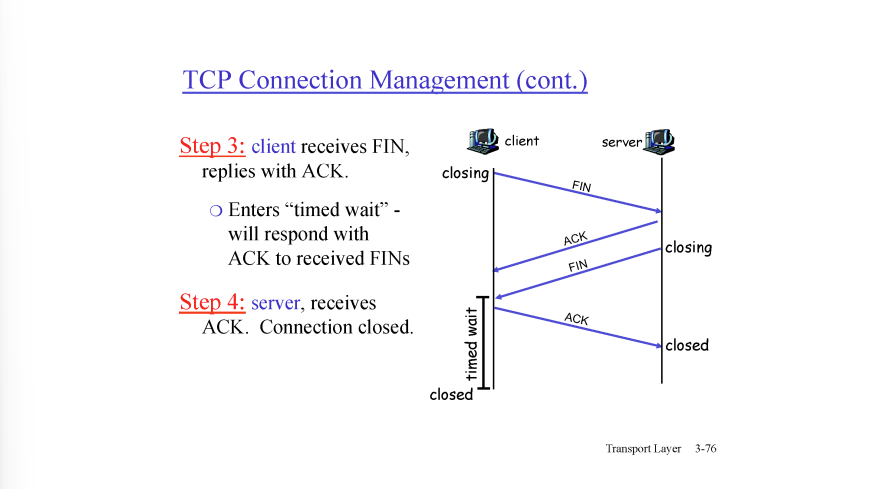 TCP Connection Management (cont.)
Step 3: client receives FIN,
replies with ACK.
❍ Enters “timed wait” -
will respond with
ACK to received FINs
Step 4: server, receives
ACK. Connection closed.
client
server
closing
FIN
ACK
closing
FIN
timed wait
ACK
closed
closed
Transport Layer 3-76